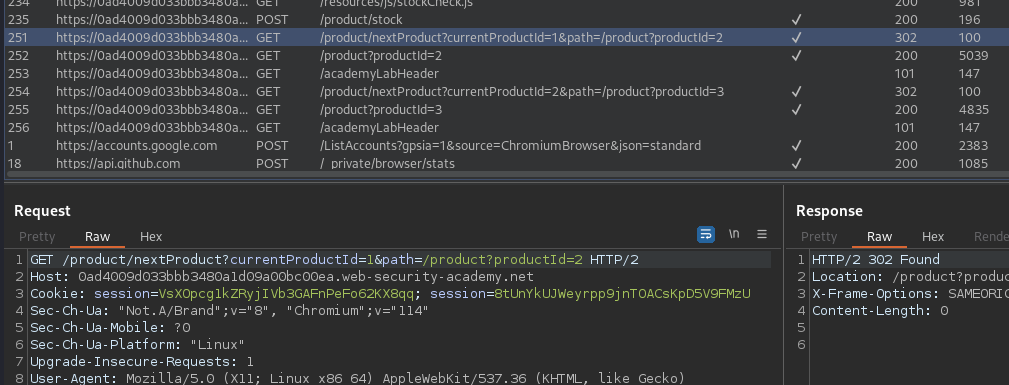 234 https://0ad4009d033bbb3480a... GET /resources/js/stockCheck.js 200 981
235 https://0ad4009d033bbb3480a... POST /product/stock ✓ 200 196
251 https://0ad4009d033bbb3480a... GET /product/nextProduct?currentProductId=1&path=/product?productId=2 ✓ 302 100
252 https://0ad4009d033bbb3480a... GET /product?productId=2 ✓ 200 5039
253 https://0ad4009d033bbb3480a... GET /academyLabHeader 101 147
254 https://0ad4009d033bbb3480a... GET /product/nextProduct?currentProductId=2&path=/product?productId=3 ✓ 302 100
255 https://0ad4009d033bbb3480a... GET /product?productId=3 ✓ 200 4835
256 https://0ad4009d033bbb3480a... GET /academyLabHeader 101 147
1 https://accounts.google.com POST /ListAccounts?gpsia=1&source=ChromiumBrowser&json=standard ✓ 200 2383
18 https://api.github.com POST /_private/browser/stats ✓ 200 1085
Request
Pretty Raw Hex \n
1 GET /product/nextProduct?currentProductId=1&path=/product?productId=2 HTTP/2
2 Host: 0ad4009d033bbb3480a1d09a00bc00ea.web-security-academy.net
3 Cookie: session=VsXOpcg1kZRyjIVb3GAFnPeFo62KX8qq; session=8tUnYkUJWeyrpp9jnTOACsKpD5V9FMzU
4 Sec-Ch-Ua: "Not.A/Brand";v="8", "Chromium";v="114"
5 Sec-Ch-Ua-Mobile: ?0
6 Sec-Ch-Ua-Platform: "Linux"
7 Upgrade-Insecure-Requests: 1
8 User-Agent: Mozilla/5.0 (X11; Linux x86_64) AppleWebKit/537.36 (KHTML, like Gecko)
Response
Pretty Raw Hex Rende
1 HTTP/2 302 Found
2 Location: /product?produc
3 X-Frame-Options: SAMEORIG
4 Content-Length: 0
5
6